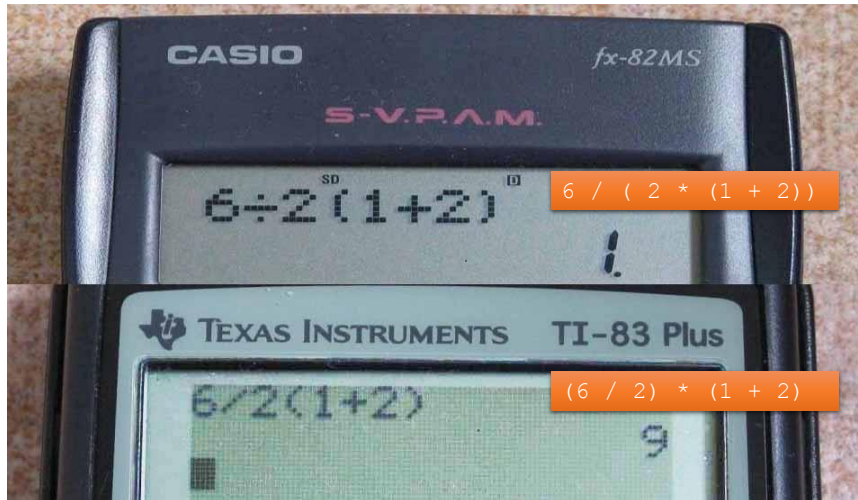 CASIO fx-82MS
S-V.P.A.M.
SD D
6÷2(1+2)
6 / ( 2 * (1 + 2))
1.
TEXAS INSTRUMENTS TI-83 Plus
6/2(1+2)
(6 / 2) * (1 + 2)
9